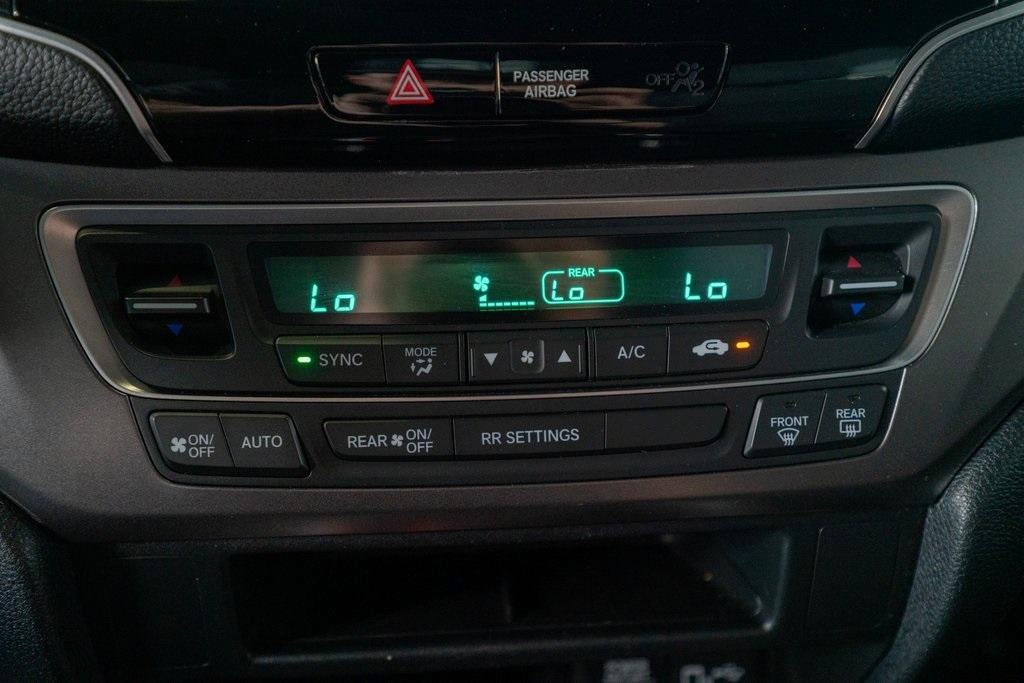 PASSENGER
AIRBAG
OFF 2
REAR
Lo Lo Lo
SYNC MODE A/C
ON/
OFF
AUTO
REAR ON/
OFF
RR SETTINGS
FRONT
REAR